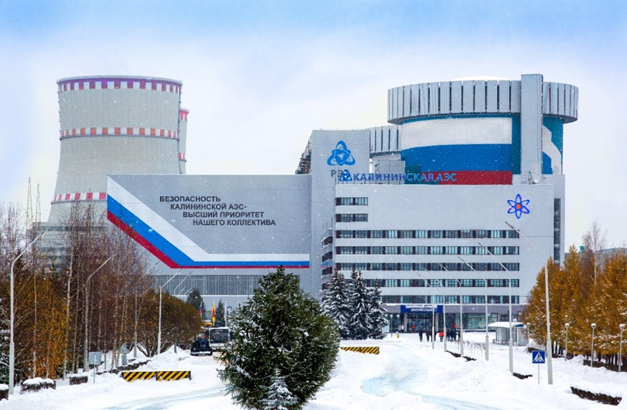 БЕЗОПАСНОСТЬ
КАЛИНИНСКОЙ АЭС-
ВЫСШИЙ ПРИОРИТЕТ
НАШЕГО КОЛЛЕКТИВА
КАЛИНИНСКАЯ АЭС